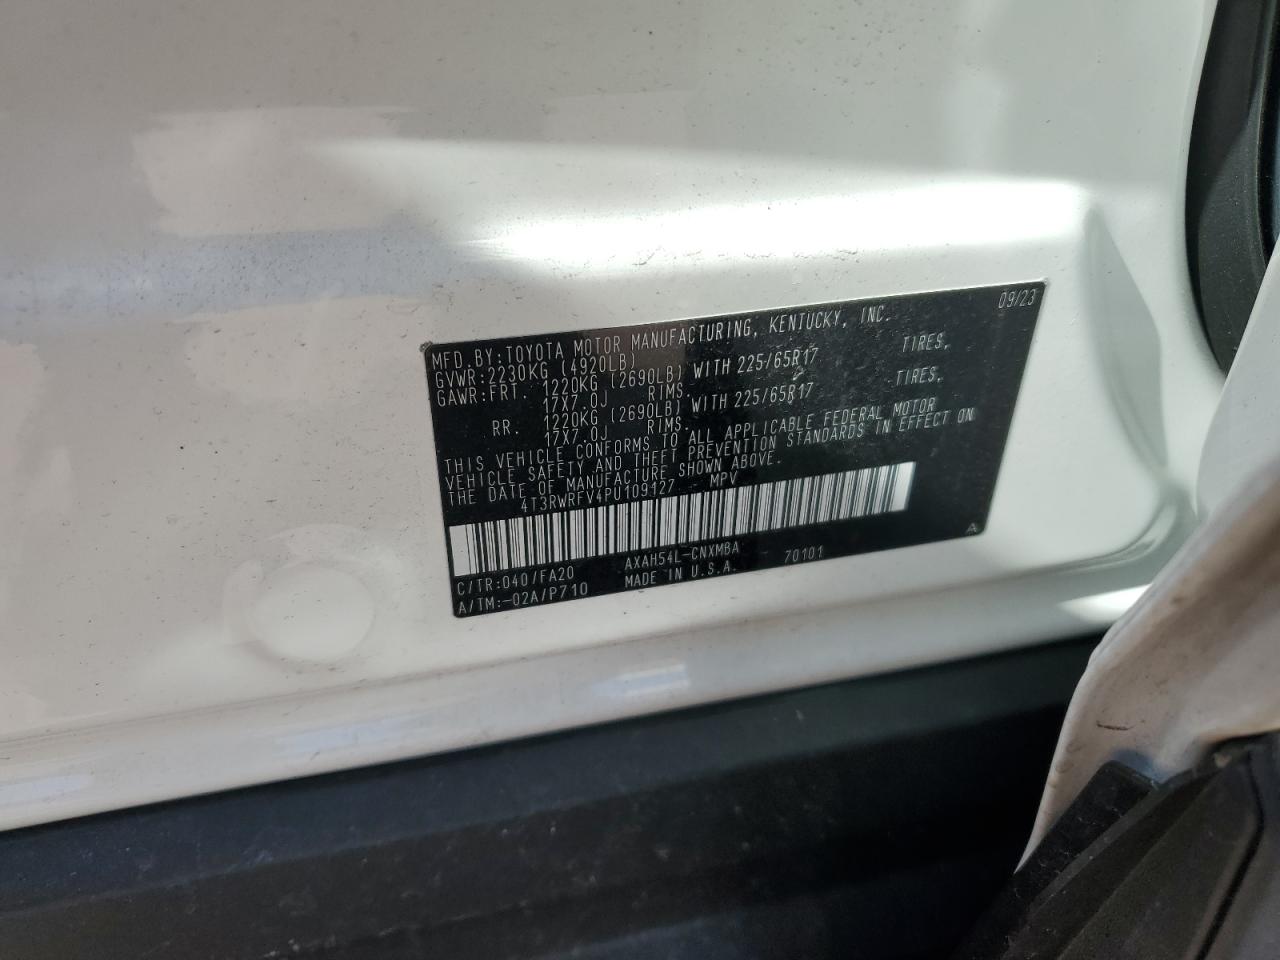 09/23
MFD.BY:TOYOTA MOTOR MANUFACTURING, KENTUCKY, INC.
GVWR:2230KG (4920LB)
GAWR:FRT. 1220KG (2690LB) WITH 225/65R17 TIRES,
17X7.0J RIMS.
RR. 1220KG (2690LB) WITH 225/65R17 TIRES,
17X7.0J RIMS.
THIS VEHICLE CONFORMS TO ALL APPLICABLE FEDERAL MOTOR
VEHICLE SAFETY AND THEFT PREVENTION STANDARDS IN EFFECT ON
THE DATE OF MANUFACTURE SHOWN ABOVE.
4T3RWRFV4PU109127 MPV
C/TR:040/FA20 AXAH54L-CNXMBA 70101 A
A/TM:-02A/P710 MADE IN U.S.A.